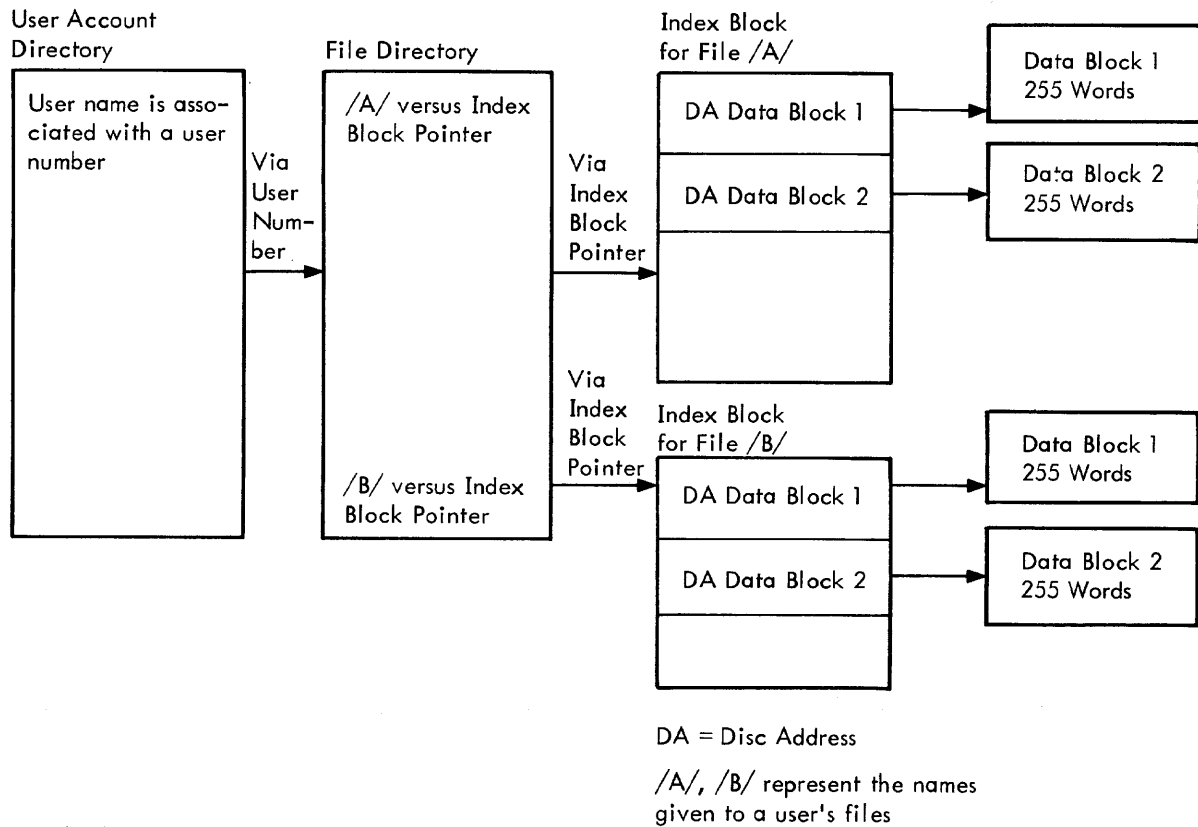 User Account
Directory
User name is asso-
ciated with a user
number
Via
User
Num-
ber
File Directory
/A/ versus Index
Block Pointer
/B/ versus Index
Block Pointer
Via
Index
Block
Pointer
Via
Index
Block
Pointer
Index Block
for File /A/
DA Data Block 1
DA Data Block 2
Data Block 1
255 Words
Data Block 2
255 Words
Index Block
for File /B/
DA Data Block 1
DA Data Block 2
Data Block 1
255 Words
Data Block 2
255 Words
DA = Disc Address
/A/, /B/ represent the names
given to a user's files